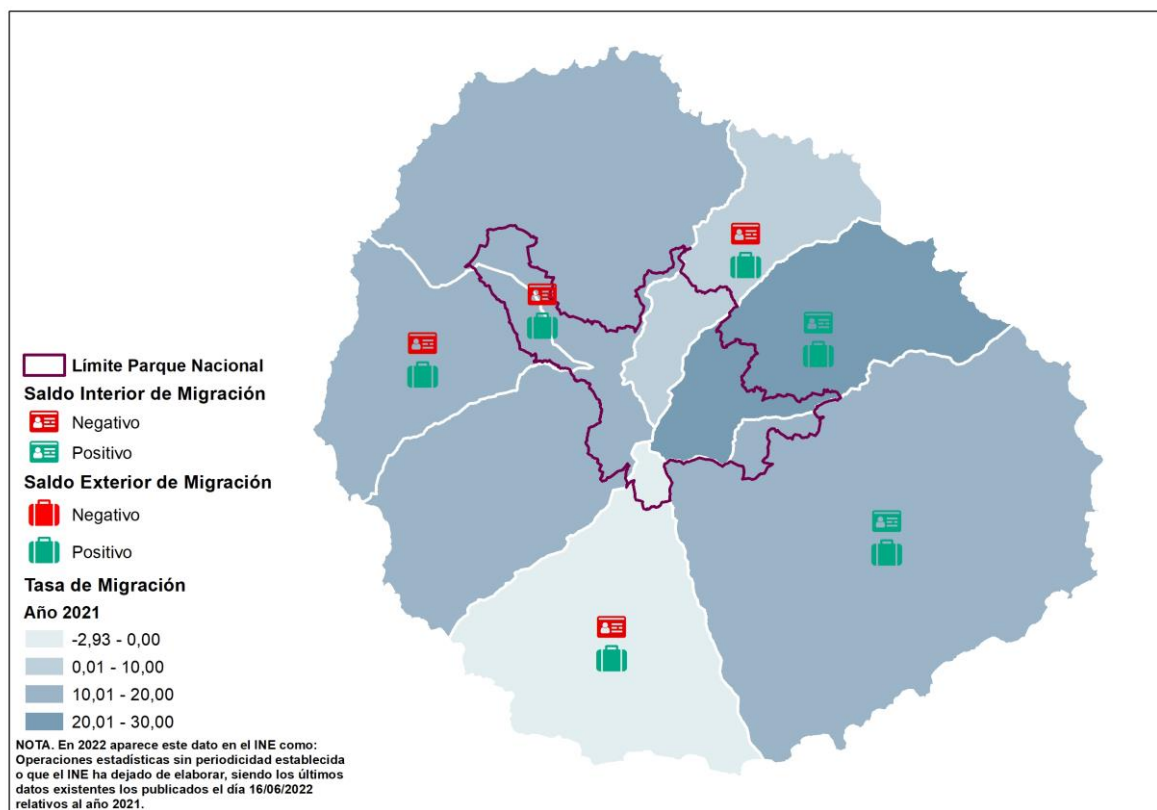 Límite Parque Nacional
Saldo Interior de Migración
Negativo
Positivo
Saldo Exterior de Migración
Negativo
Positivo
Tasa de Migración
Año 2021
-2,93 - 0,00
0,01 - 10,00
10,01 - 20,00
20,01 - 30,00
NOTA. En 2022 aparece este dato en el INE como:
Operaciones estadísticas sin periodicidad establecida
o que el INE ha dejado de elaborar, siendo los últimos
datos existentes los publicados el día 16/06/2022
relativos al año 2021.